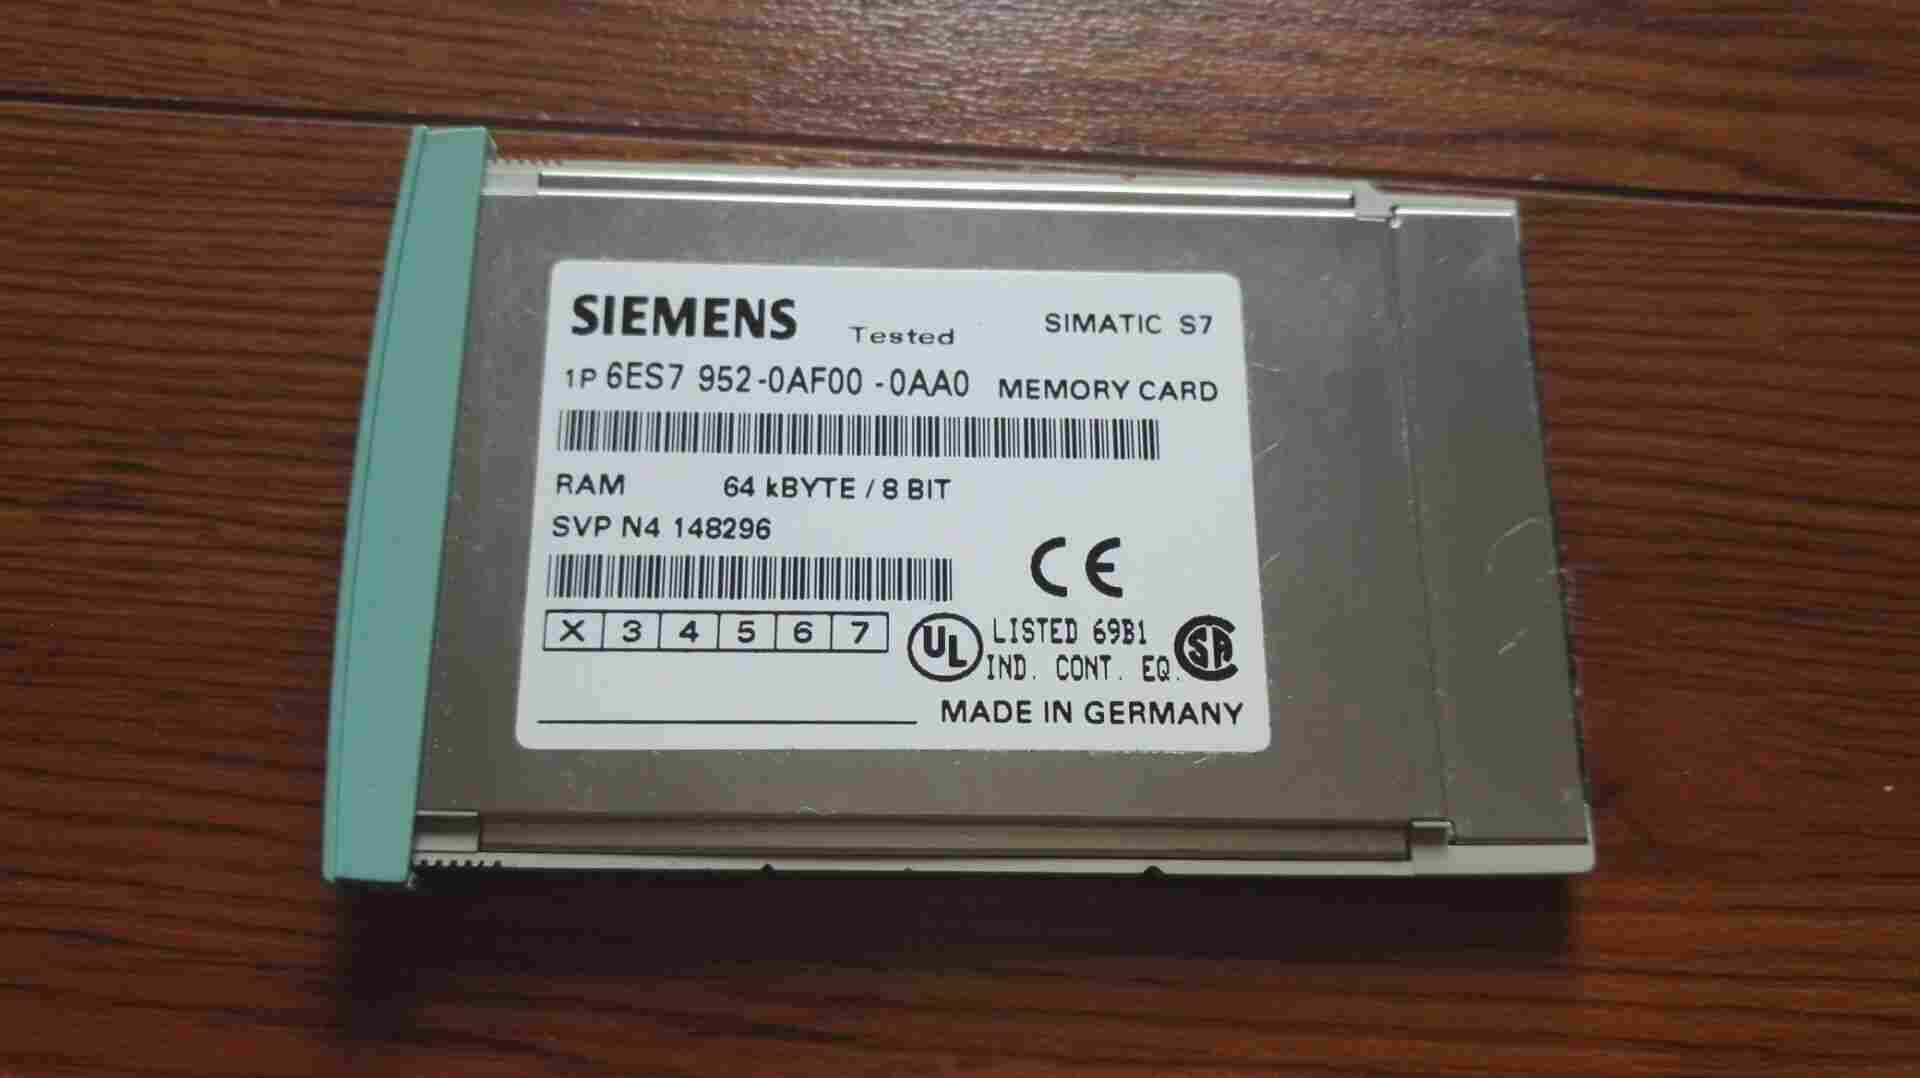 SIEMENS Tested SIMATIC S7
1P 6ES7 952-0AF00-0AA0 MEMORY CARD
RAM 64 kBYTE / 8 BIT
SVP N4 148296
CE
X 3 4 5 6 7
UL LISTED 69B1 SA
IND. CONT. EQ.
MADE IN GERMANY